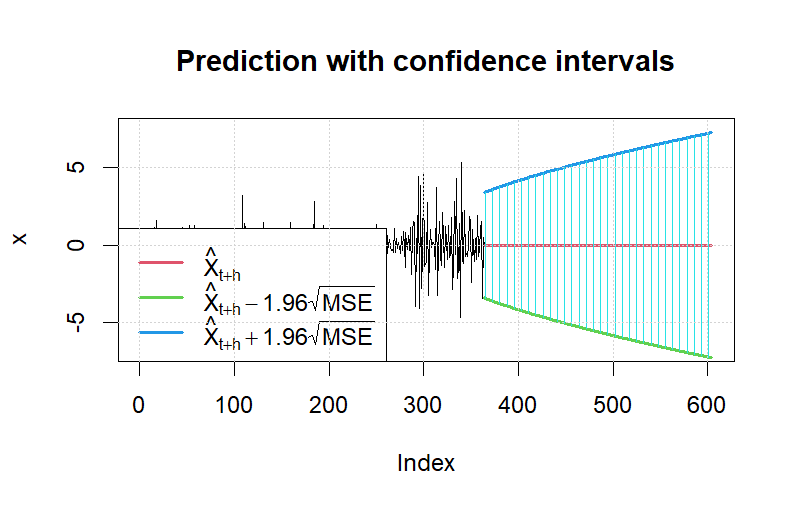 Prediction with confidence intervals
x
5
0
-5
X̂t+h
X̂t+h − 1.96√MSE
X̂t+h + 1.96√MSE
0 100 200 300 400 500 600
Index